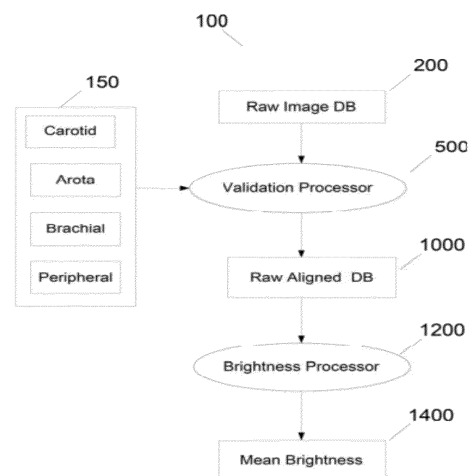 100
150
200
Raw Image DB
Carotid
Arota
Brachial
Peripheral
500
Validation Processor
1000
Raw Aligned DB
1200
Brightness Processor
1400
Mean Brightness